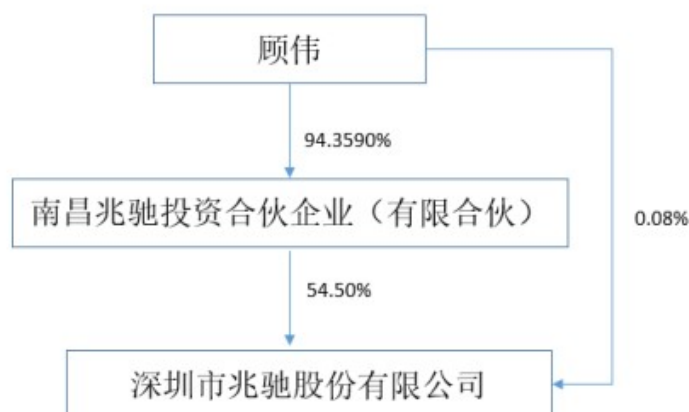 顾伟
94.3590%
南昌兆驰投资合伙企业（有限合伙）
0.08%
54.50%
深圳市兆驰股份有限公司